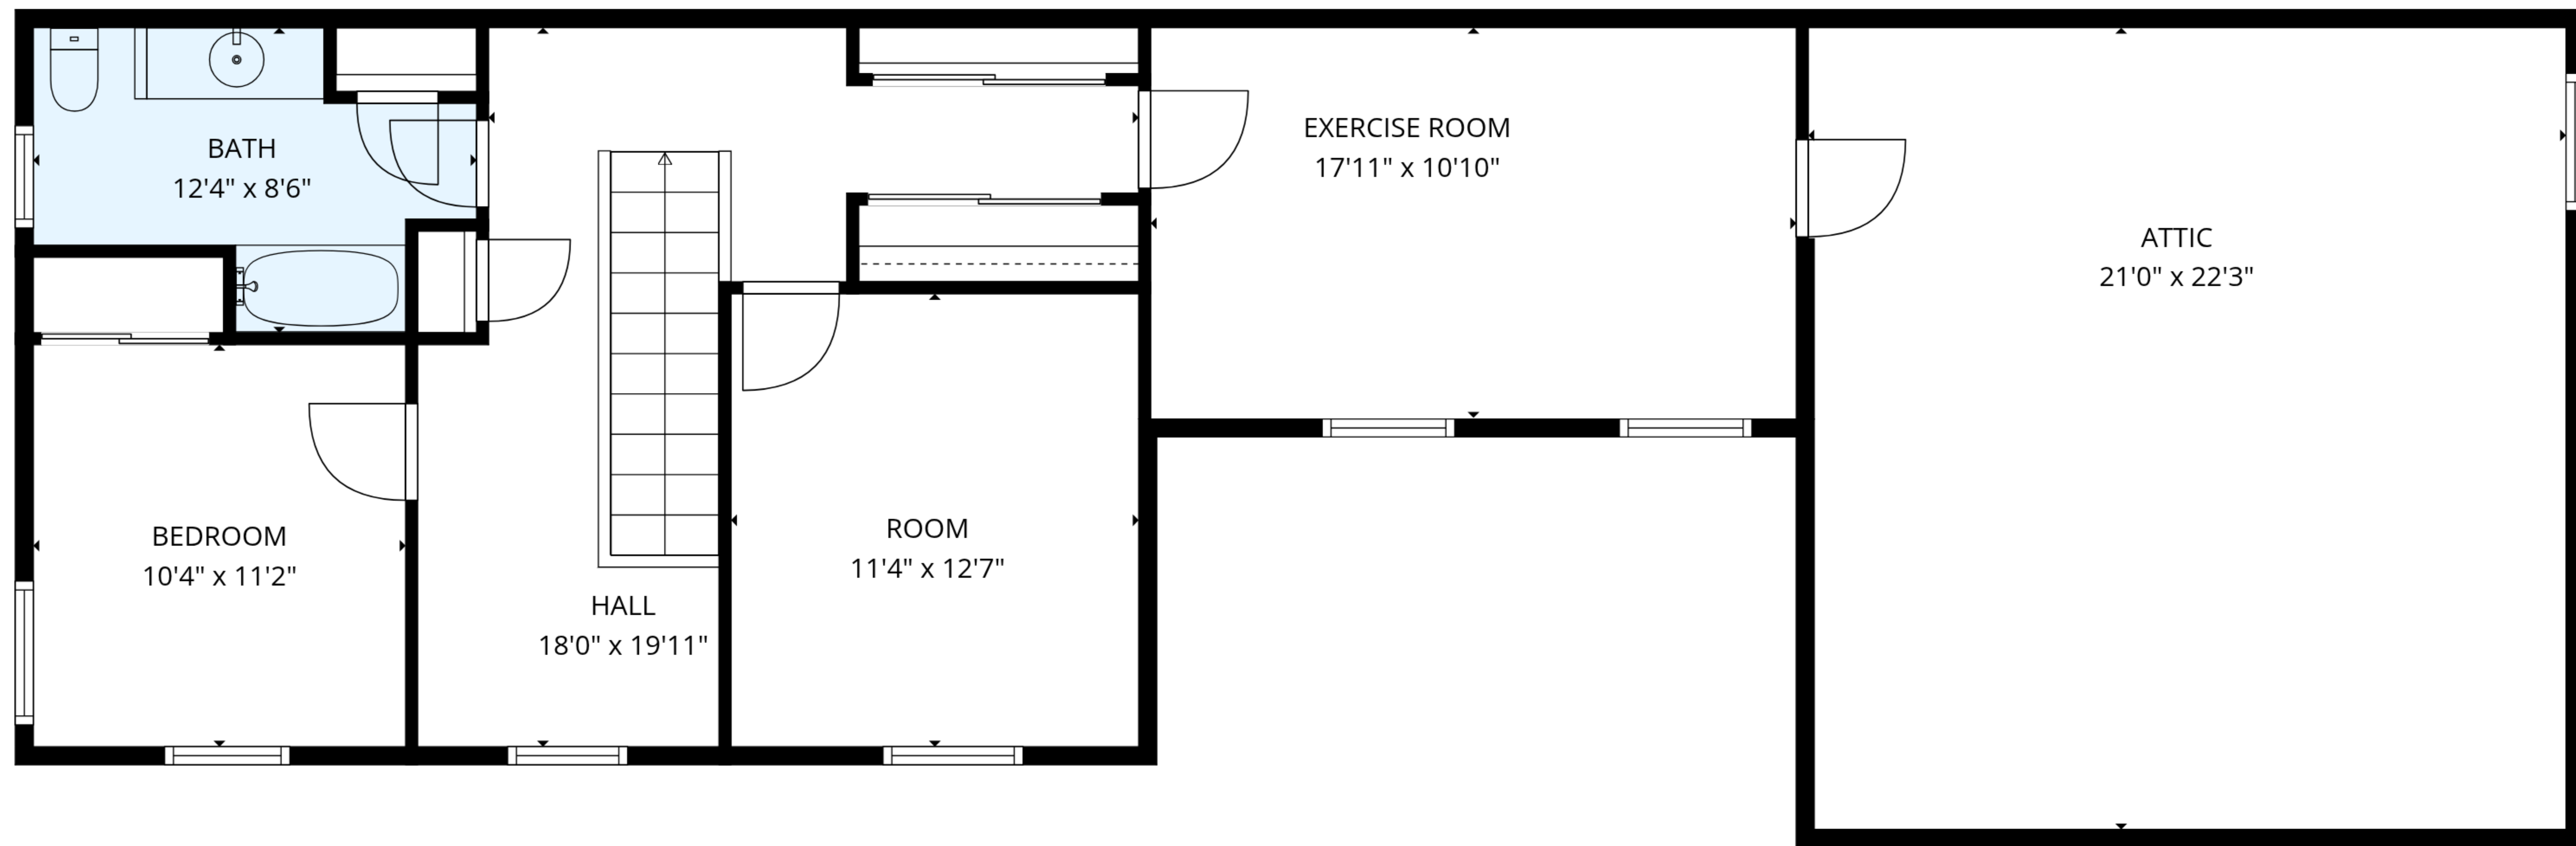 BATH
12'4" x 8'6"
EXERCISE ROOM
17'11" x 10'10"
ATTIC
21'0" x 22'3"
BEDROOM
10'4" x 11'2"
HALL
18'0" x 19'11"
ROOM
11'4" x 12'7"